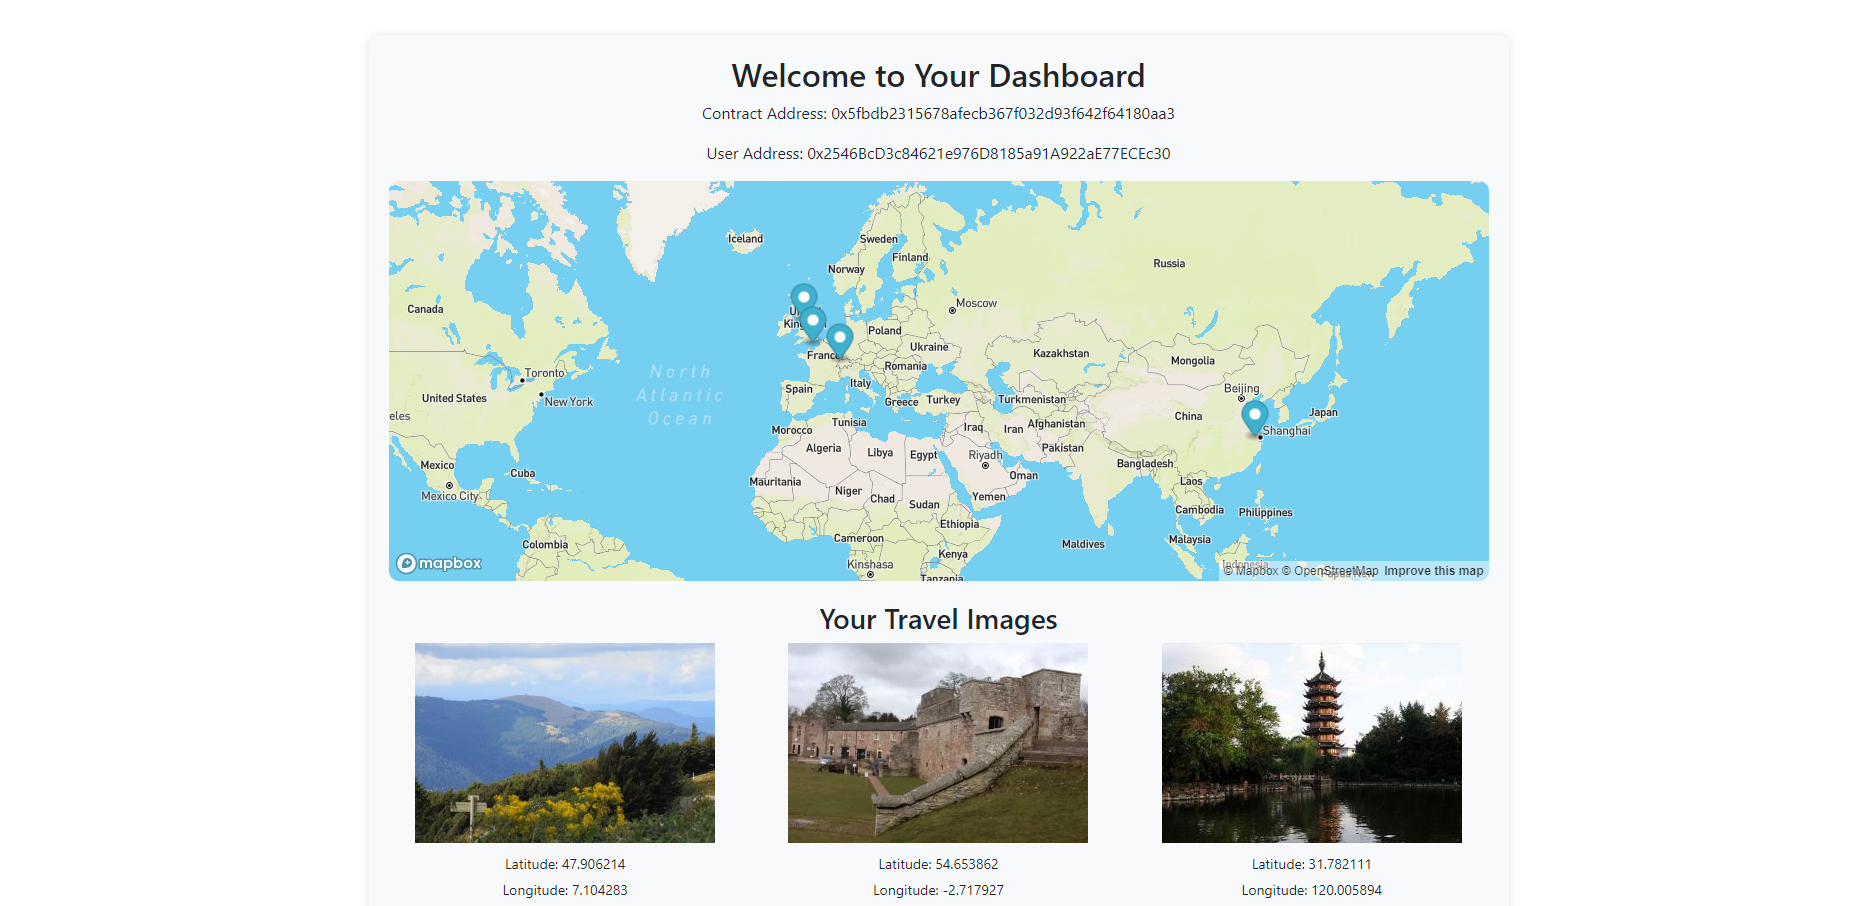 Welcome to Your Dashboard
Contract Address: 0x5fbdb2315678afecb367f032d93f642f64180aa3
User Address: 0x2546BcD3c84621e976D8185a91A922aE77ECEc30
Iceland
Sweden
Finland
Norway
Russia
Canada
Moscow
Poland
Ukraine
France
Kazakhstan
Mongolia
Romania
North
Atlantic
Ocean
Toronto
United States
New York
Spain
Italy
Greece
Turkey
Turkmenistan
Beijing
China
Japan
Shanghai
eles
Morocco
Tunisia
Iraq
Iran
Afghanistan
Algeria
Libya
Egypt
Riyadh
Pakistan
Bangladesh
Mexico
Cuba
Mexico City
Mauritania
Niger
Chad
Sudan
Oman
Yemen
Laos
Cambodia
Philippines
Ethiopia
Cameroon
Colombia
Kenya
Maldives
Malaysia
Kinshasa
Tanzania
Indonesia
mapbox
© Mapbox © OpenStreetMap Improve this map
Your Travel Images
Latitude: 47.906214
Longitude: 7.104283
Latitude: 54.653862
Longitude: -2.717927
Latitude: 31.782111
Longitude: 120.005894